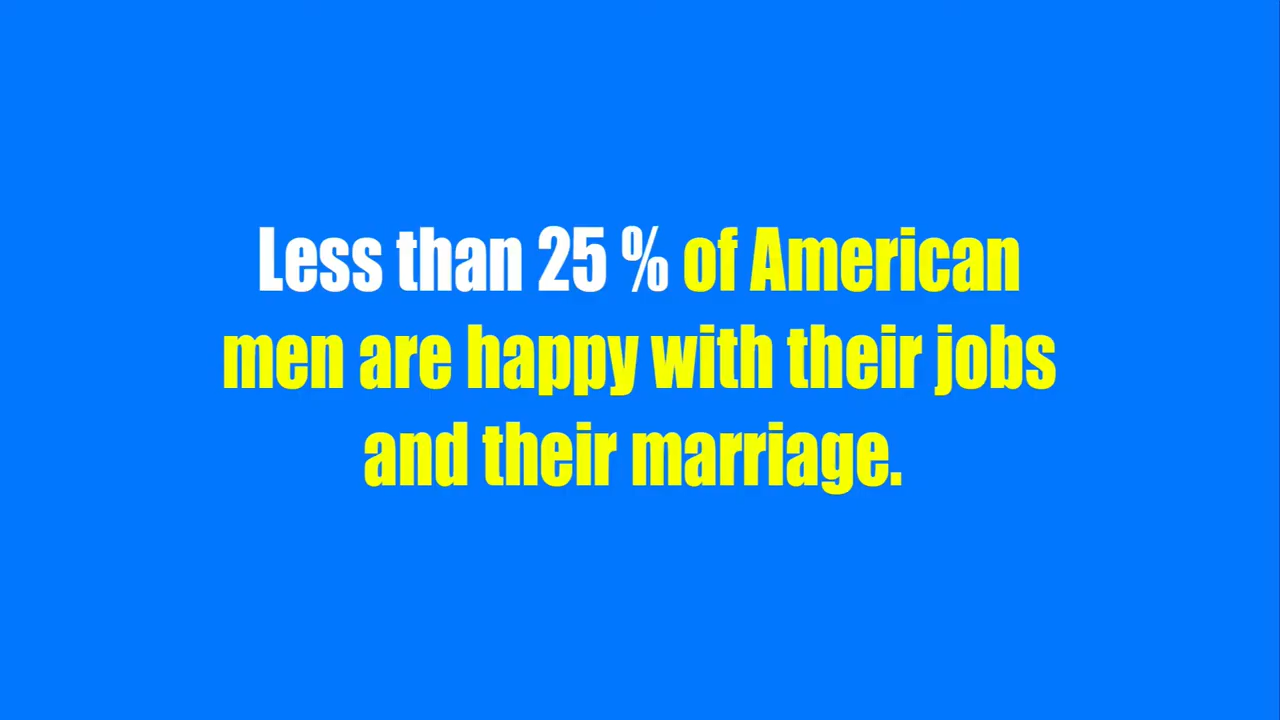 Less than 25 % of American
men are happy with their jobs
and their marriage.